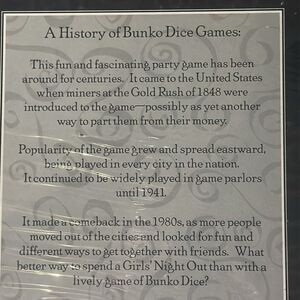 A History of Bunko Dice Games:
This fun and fascinating party game has been
around for centuries. It came to the United States
when miners at the Gold Rush of 1848 were
introduced to the game—possibly as yet another
way to part them from their money.
Popularity of the game grew and spread eastward,
being played in every city in the nation.
It continued to be widely played in game parlors
until 1941.
It made a comeback in the 1980s, as more people
moved out of the cities and looked for fun and
different ways to get together with friends. What
better way to spend a Girls' Night Out than with a
lively game of Bunko Dice?